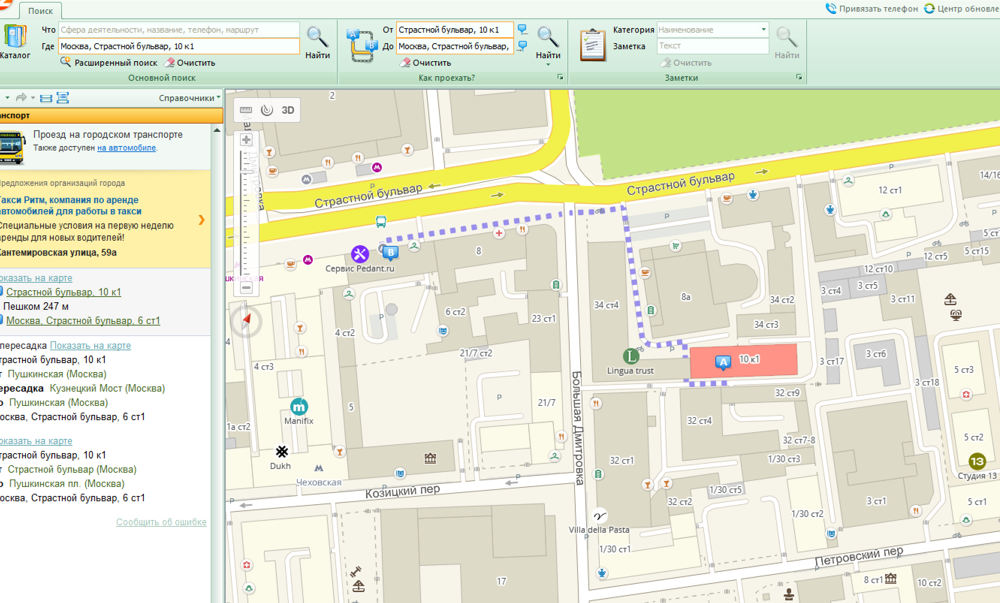 Поиск
Привязать телефон
Центр обновле
Каталог
Что
Сфера деятельности, название, телефон, маршрут
Где
Москва, Страстной бульвар, 10 к1
Расширенный поиск
Очистить
Найти
Основной поиск
От
Страстной бульвар, 10 к1
До
Москва, Страстной бульвар,
Очистить
Найти
Как проехать?
Категория
Наименование
Заметка
Текст
Очистить
Найти
Заметки
Справочники
нспорт
Проезд на городском транспорте
Также доступен на автомобиле.
редложения организаций города
акси Ритм, компания по аренде
автомобилей для работы в такси
Специальные условия на первую неделю
аренды для новых водителей!
Кантемировская улица, 59а
оказать на карте
Страстной бульвар, 10 к1
Пешком 247 м
Москва, Страстной бульвар, 6 ст1
пересадка Показать на карте
трастной бульвар, 10 к1
т Пушкинская (Москва)
ересадка Кузнецкий Мост (Москва)
о Пушкинская (Москва)
осква, Страстной бульвар, 6 ст1
оказать на карте
трастной бульвар, 10 к1
т Страстной бульвар (Москва)
о Пушкинская пл. (Москва)
осква, Страстной бульвар, 6 ст1
Сообщить об ошибке
2
3D
Страстной бульвар
Страстной бульвар
P
P
14/16
12 ст1
P
P
5 ст15
12 ст5
P
12 ст10
3 ст5
3 ст4
3 ст11
8
B
Сервис Pedant.ru
шкинская
34 ст4
8а
34 ст2
34 ст3
6 ст2
23 ст1
P
4 ст2
4
21/7 ст2
4 ст3
P
L
Lingua trust
A
10 к1
3 ст17
3 ст6
5 ст3
3 ст18
32 ст9
P
21/7
5
Большая Дмитровка
m
Manifix
1а ст2
32 ст4
32 ст7-8
5 ст2
32 ст1
1/30 ст3
13
Студия 13
Dukh
Чеховская
P
P
Козицкий пер
P
1/30 ст5
32 ст2
3 ст1
5 ст1
1/30 ст2
Villa della Pasta
P
1/30 ст1
Петровский пер
P
17
8 ст1
10 ст2